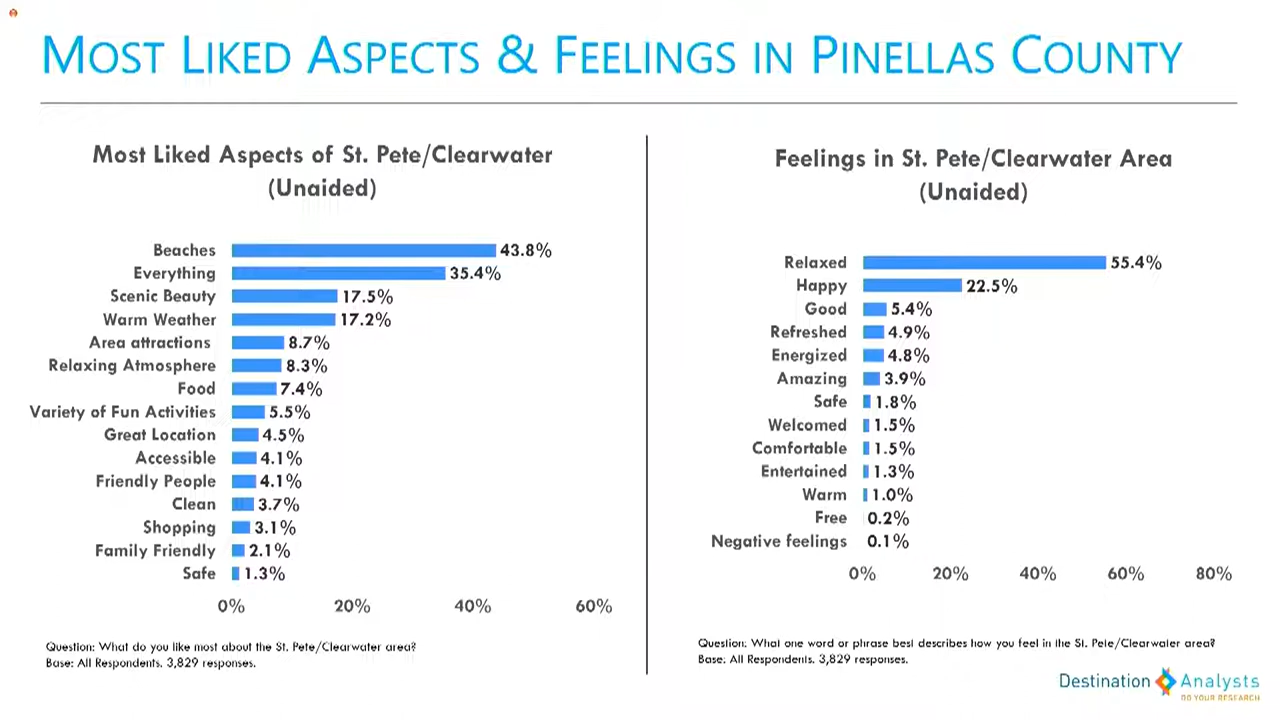 MOST LIKED ASPECTS & FEELINGS IN PINELLAS COUNTY
Most Liked Aspects of St. Pete/Clearwater
(Unaided)
Beaches 43.8%
Everything 35.4%
Scenic Beauty 17.5%
Warm Weather 17.2%
Area attractions 8.7%
Relaxing Atmosphere 8.3%
Food 7.4%
Variety of Fun Activities 5.5%
Great Location 4.5%
Accessible 4.1%
Friendly People 4.1%
Clean 3.7%
Shopping 3.1%
Family Friendly 2.1%
Safe 1.3%
0% 20% 40% 60%
Question: What do you like most about the St. Pete/Clearwater area?
Base: All Respondents. 3,829 responses.
Feelings in St. Pete/Clearwater Area
(Unaided)
Relaxed 55.4%
Happy 22.5%
Good 5.4%
Refreshed 4.9%
Energized 4.8%
Amazing 3.9%
Safe 1.8%
Welcomed 1.5%
Comfortable 1.5%
Entertained 1.3%
Warm 1.0%
Free 0.2%
Negative feelings 0.1%
0% 20% 40% 60% 80%
Question: What one word or phrase best describes how you feel in the St. Pete/Clearwater area?
Base: All Respondents. 3,829 responses.
Destination Analysts
DO YOUR RESEARCH